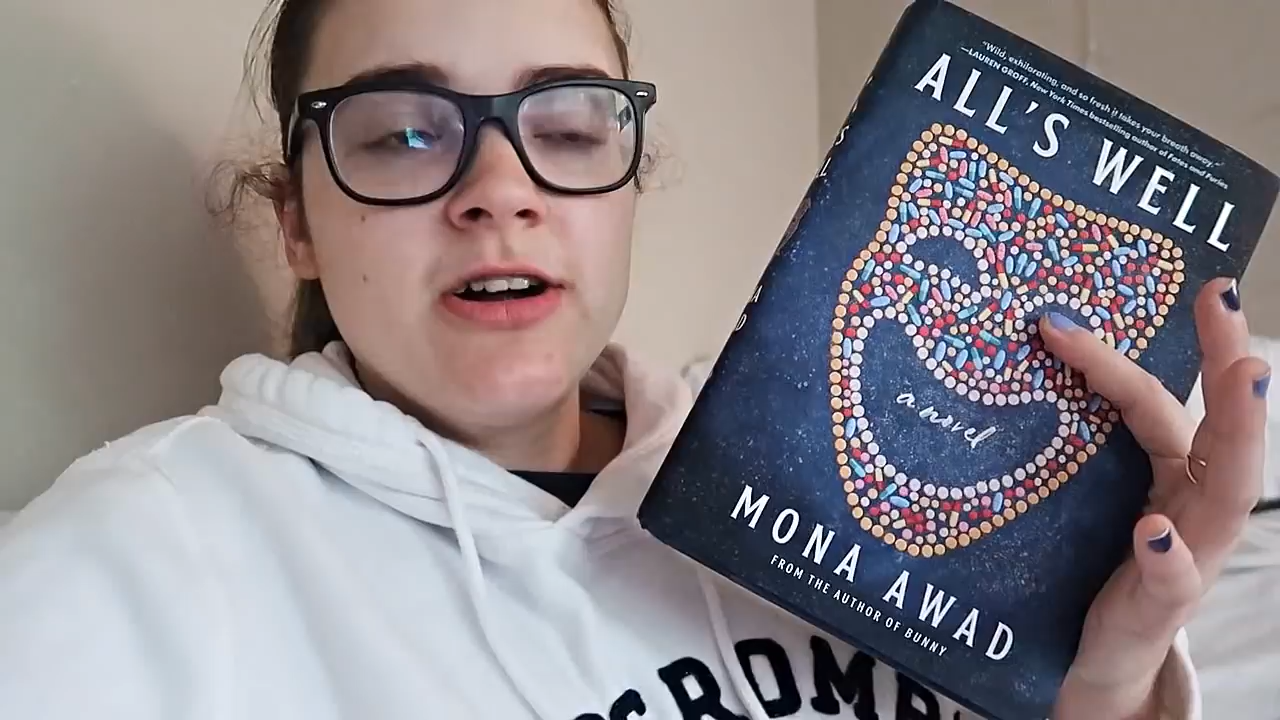 "Wild, exhilarating, and so fresh it takes your breath away."
—LAUREN GROFF, New York Times bestselling author of Fates and Furies
ALL'S WELL
a novel
MONA AWAD
FROM THE AUTHOR OF BUNNY